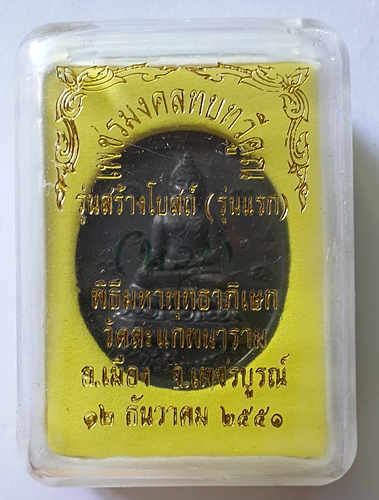 เพชรมงคลทบทวีคูณ
รุ่นสร้างโบสถ์ (รุ่นแรก)
พิธีมหาพุทธาภิเษก
วัดสะแกพนาราม
อ.เมือง จ.เพชรบูรณ์
๑๒ ธันวาคม ๒๕๕๑